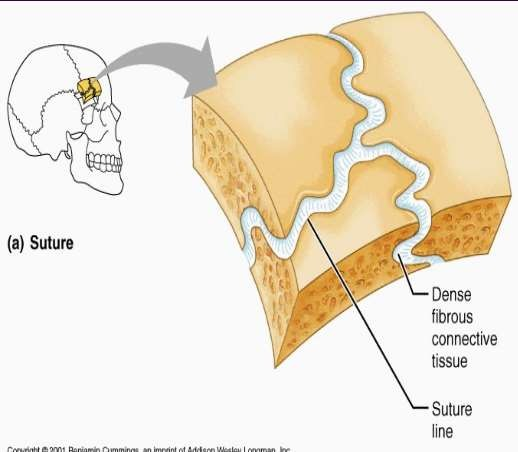 (a) Suture
Dense
fibrous
connective
tissue
Suture
line
Copyright © 2001 Benjamin Cummings, an imprint of Addison Wesley Longman, Inc.